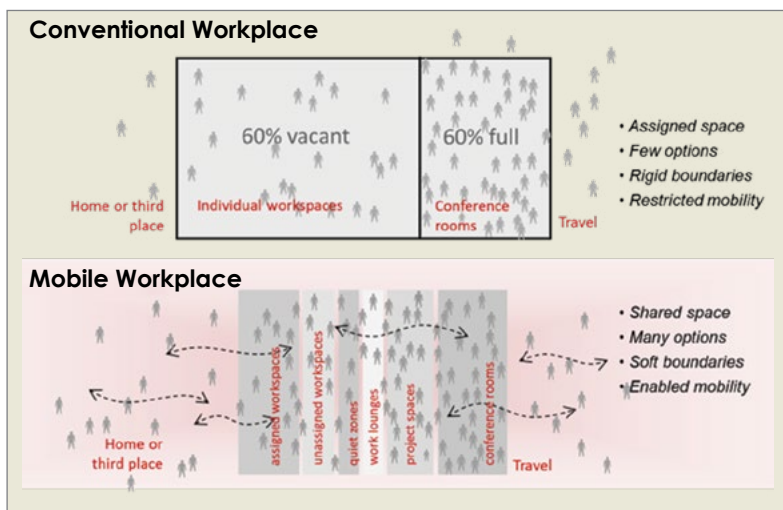 Conventional Workplace
60% vacant
60% full
• Assigned space
• Few options
• Rigid boundaries
• Restricted mobility
Home or third
place
Individual workspaces
Conference
rooms
Travel
Mobile Workplace
assigned workspaces
unassigned workspaces
quiet zones
work lounges
project spaces
conference rooms
• Shared space
• Many options
• Soft boundaries
• Enabled mobility
Home or
third place
Travel